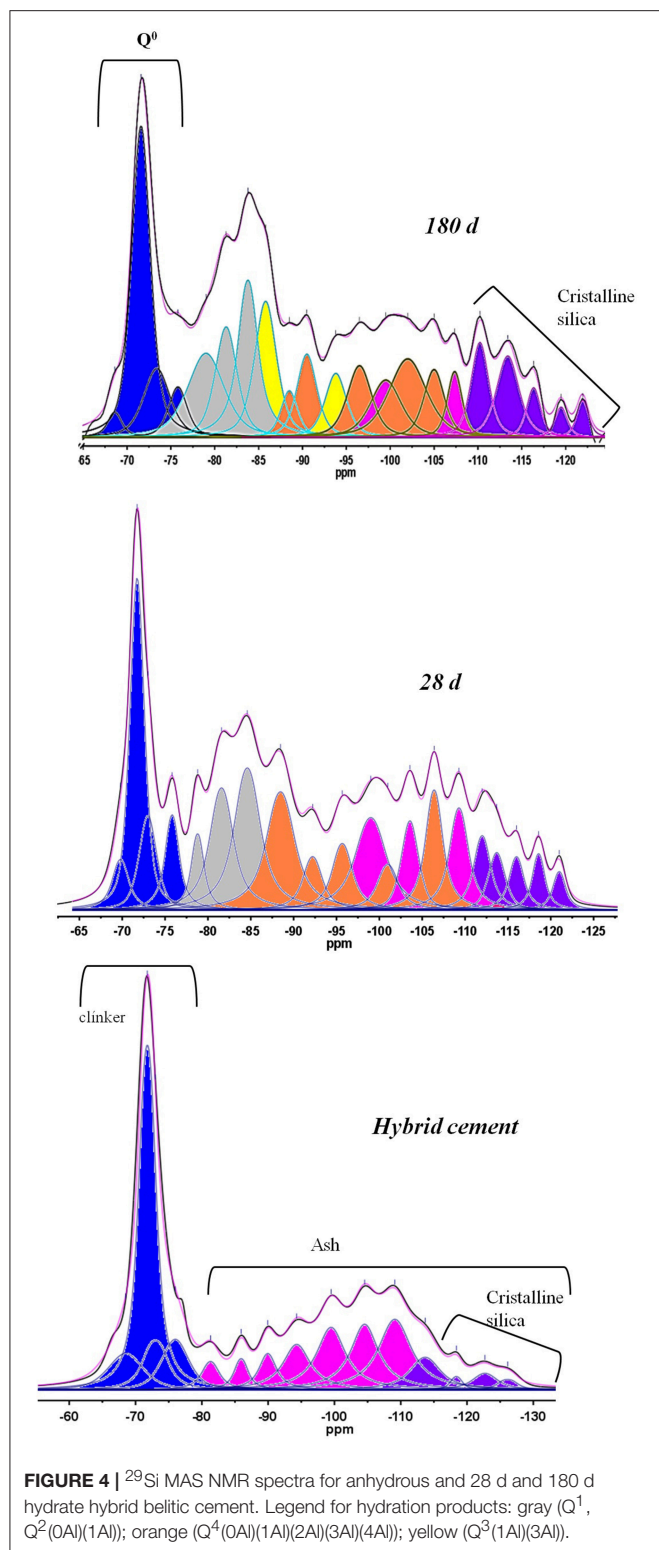 Q⁰
180 d
Cristalline
silica
65 -70 -75 -80 -85 -90 -95 -100 -105 -110 -115 -120
ppm
28 d
-65 -70 -75 -80 -85 -90 -95 -100 -105 -110 -115 -120 -125
ppm
clínker
Hybrid cement
Ash
Cristalline
silica
-60 -70 -80 -90 -100 -110 -120 -130
ppm
FIGURE 4 | ²⁹Si MAS NMR spectra for anhydrous and 28 d and 180 d
hydrate hybrid belitic cement. Legend for hydration products: gray (Q¹,
Q²(0Al)(1Al)); orange (Q⁴(0Al)(1Al)(2Al)(3Al)(4Al)); yellow (Q³(1Al)(3Al)).